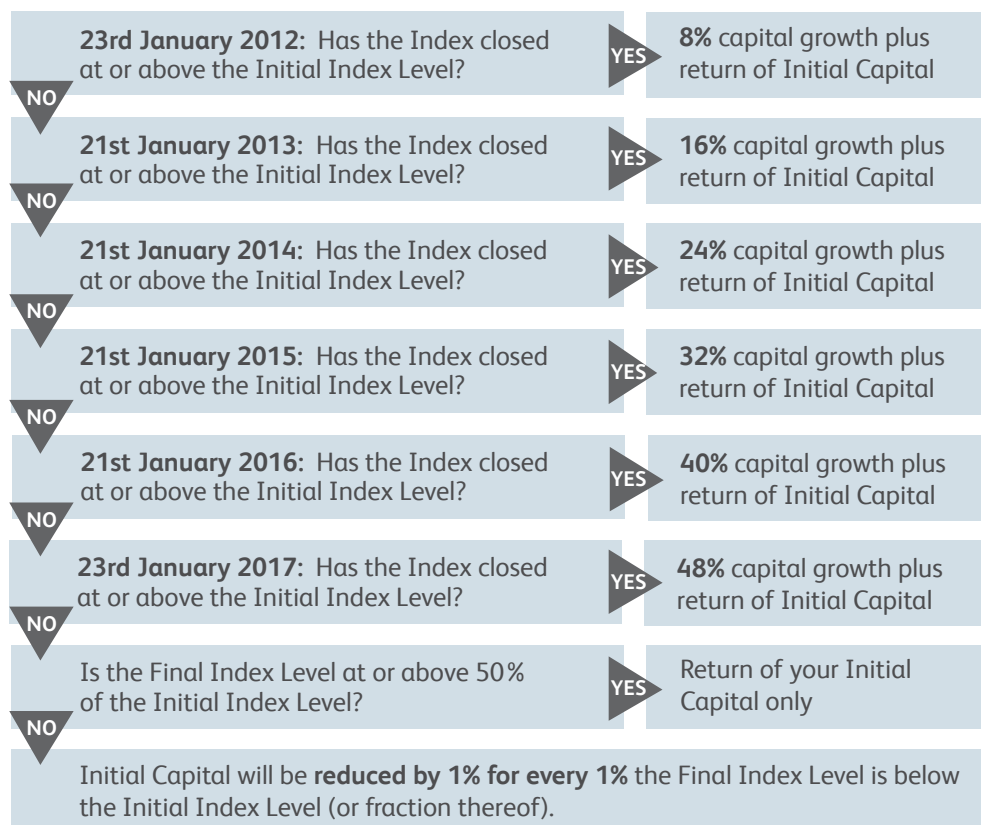 23rd January 2012: Has the Index closed
at or above the Initial Index Level?
YES
8% capital growth plus
return of Initial Capital
NO
21st January 2013: Has the Index closed
at or above the Initial Index Level?
YES
16% capital growth plus
return of Initial Capital
NO
21st January 2014: Has the Index closed
at or above the Initial Index Level?
YES
24% capital growth plus
return of Initial Capital
NO
21st January 2015: Has the Index closed
at or above the Initial Index Level?
YES
32% capital growth plus
return of Initial Capital
NO
21st January 2016: Has the Index closed
at or above the Initial Index Level?
YES
40% capital growth plus
return of Initial Capital
NO
23rd January 2017: Has the Index closed
at or above the Initial Index Level?
YES
48% capital growth plus
return of Initial Capital
NO
Is the Final Index Level at or above 50%
of the Initial Index Level?
YES
Return of your Initial
Capital only
NO
Initial Capital will be reduced by 1% for every 1% the Final Index Level is below
the Initial Index Level (or fraction thereof).